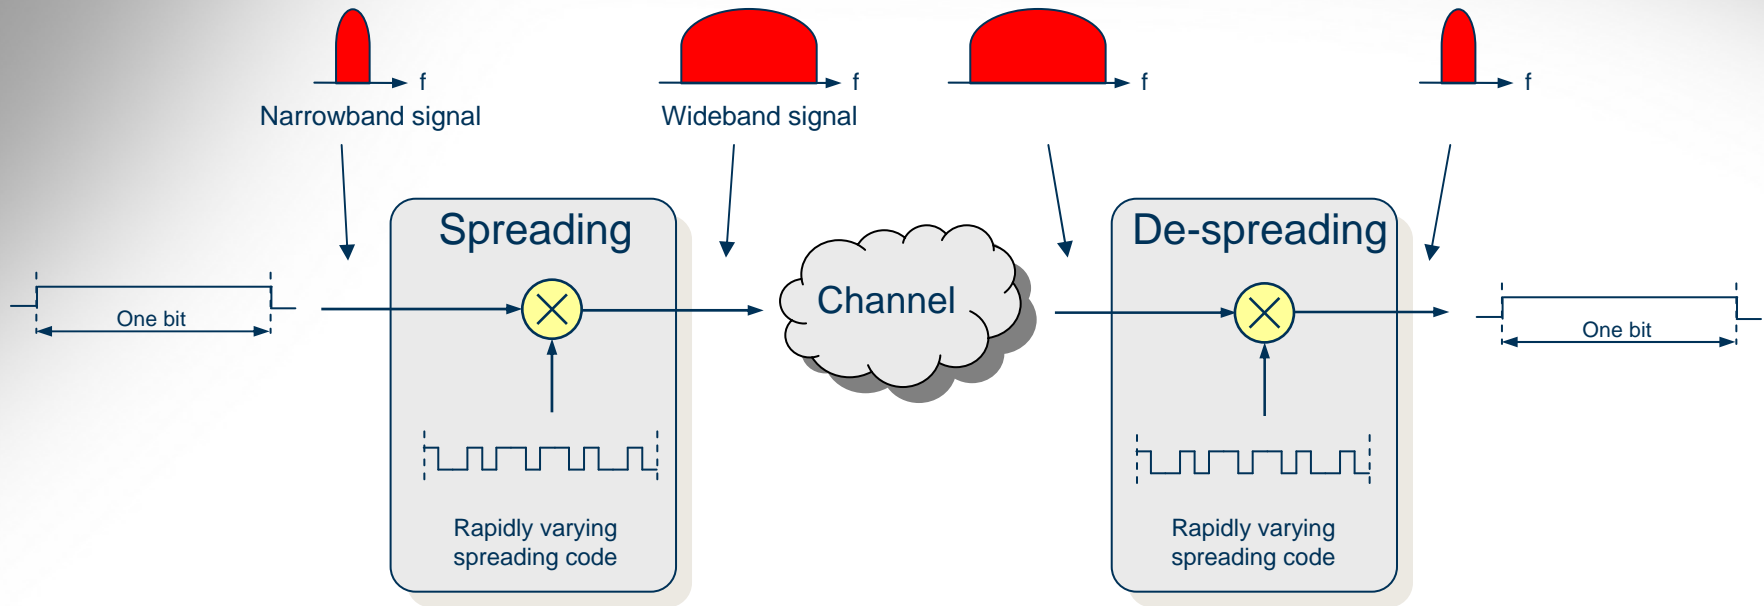 f
f
f
f
Narrowband signal
Wideband signal
Spreading
De-spreading
One bit
Channel
One bit
Rapidly varying
spreading code
Rapidly varying
spreading code